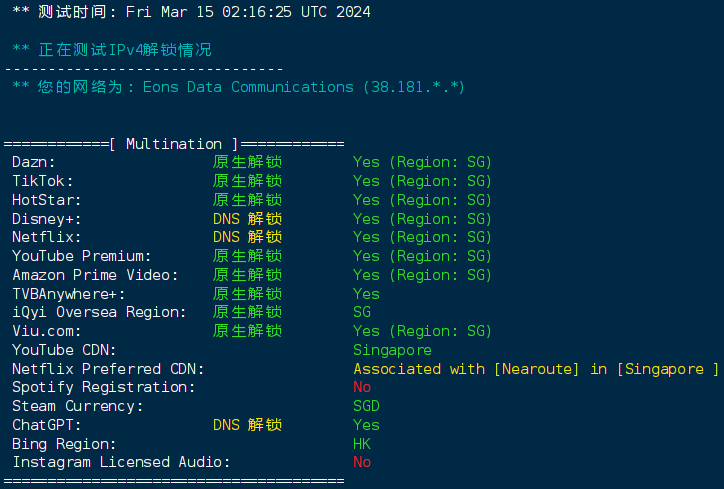 ** 测试时间: Fri Mar 15 02:16:25 UTC 2024
** 正在测试IPv4解锁情况
--------------------------------
** 您的网络为: Eons Data Communications (38.181.*.*)
============[ Multination ]============
Dazn: 原生解锁 Yes (Region: SG)
TikTok: 原生解锁 Yes (Region: SG)
HotStar: 原生解锁 Yes (Region: SG)
Disney+: DNS 解锁 Yes (Region: SG)
Netflix: DNS 解锁 Yes (Region: SG)
YouTube Premium: 原生解锁 Yes (Region: SG)
Amazon Prime Video: 原生解锁 Yes (Region: SG)
TVBAnywhere+: 原生解锁 Yes
iQyi Oversea Region: 原生解锁 SG
Viu.com: 原生解锁 Yes (Region: SG)
YouTube CDN: Singapore
Netflix Preferred CDN: Associated with [Nearoute] in [Singapore ]
Spotify Registration: No
Steam Currency: SGD
ChatGPT: DNS 解锁 Yes
Bing Region: HK
Instagram Licensed Audio: No
=======================================